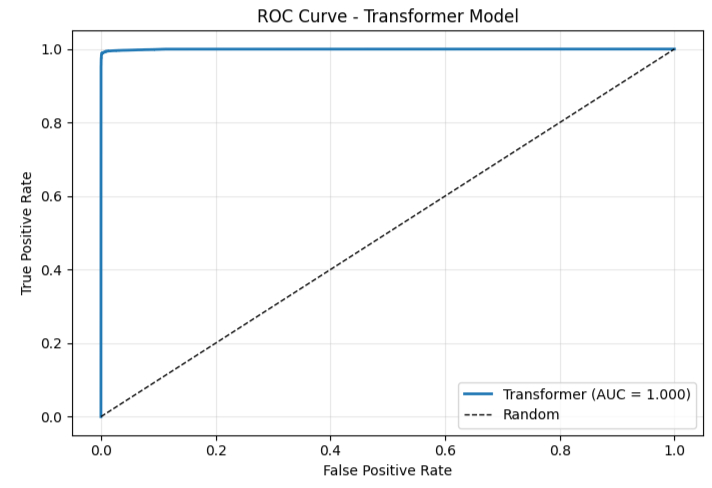 ROC Curve - Transformer Model
True Positive Rate
1.0
0.8
0.6
0.4
0.2
0.0
Transformer (AUC = 1.000)
Random
0.0 0.2 0.4 0.6 0.8 1.0
False Positive Rate